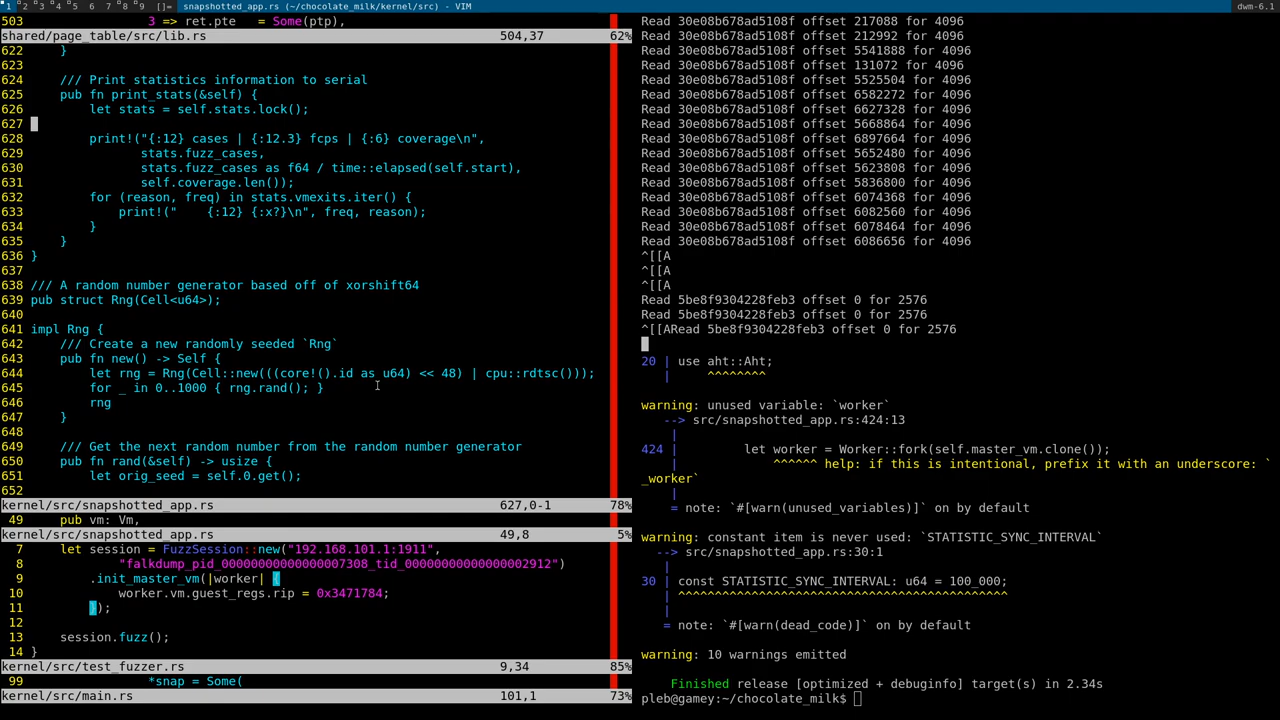 1 2 3 4 5 6 7 8 9 []= snapshotted_app.rs (~/chocolate_milk/kernel/src) - VIM dwm-6.1
503                 3 => ret.pte   = Some(ptp),
shared/page_table/src/lib.rs 504,37 62%
622     }
623
624     /// Print statistics information to serial
625     pub fn print_stats(&self) {
626         let stats = self.stats.lock();
627
628         print!("{:12} cases | {:12.3} fcps | {:6} coverage\n",
629                stats.fuzz_cases,
630                stats.fuzz_cases as f64 / time::elapsed(self.start),
631                self.coverage.len());
632         for (reason, freq) in stats.vmexits.iter() {
633             print!("    {:12} {:x?}\n", freq, reason);
634         }
635     }
636 }
637
638 /// A random number generator based off of xorshift64
639 pub struct Rng(Cell<u64>);
640
641 impl Rng {
642     /// Create a new randomly seeded `Rng`
643     pub fn new() -> Self {
644         let rng = Rng(Cell::new(((core!().id as u64) << 48) | cpu::rdtsc()));
645         for _ in 0..1000 { rng.rand(); }
646         rng
647     }
648
649     /// Get the next random number from the random number generator
650     pub fn rand(&self) -> usize {
651         let orig_seed = self.0.get();
652
kernel/src/snapshotted_app.rs 627,0-1 78%
49     pub vm: Vm,
kernel/src/snapshotted_app.rs 49,8 5%
7     let session = FuzzSession::new("192.168.101.1:1911",
8             "falkdump_pid_00000000000000007308_tid_00000000000000002912")
9         .init_master_vm(|worker| {
10             worker.vm.guest_regs.rip = 0x3471784;
11         });
12
13     session.fuzz();
14 }
kernel/src/test_fuzzer.rs 9,34 85%
99                 *snap = Some(
kernel/src/main.rs 101,1 73%
Read 30e08b678ad5108f offset 217088 for 4096
Read 30e08b678ad5108f offset 212992 for 4096
Read 30e08b678ad5108f offset 5541888 for 4096
Read 30e08b678ad5108f offset 131072 for 4096
Read 30e08b678ad5108f offset 5525504 for 4096
Read 30e08b678ad5108f offset 6582272 for 4096
Read 30e08b678ad5108f offset 6627328 for 4096
Read 30e08b678ad5108f offset 5668864 for 4096
Read 30e08b678ad5108f offset 6897664 for 4096
Read 30e08b678ad5108f offset 5652480 for 4096
Read 30e08b678ad5108f offset 5623808 for 4096
Read 30e08b678ad5108f offset 5836800 for 4096
Read 30e08b678ad5108f offset 6074368 for 4096
Read 30e08b678ad5108f offset 6082560 for 4096
Read 30e08b678ad5108f offset 6078464 for 4096
Read 30e08b678ad5108f offset 6086656 for 4096
^[[A
^[[A
^[[A
Read 5be8f9304228feb3 offset 0 for 2576
Read 5be8f9304228feb3 offset 0 for 2576
^[[ARead 5be8f9304228feb3 offset 0 for 2576
20 | use aht::Aht;
   |     ^^^^^^^^
warning: unused variable: `worker`
   --> src/snapshotted_app.rs:424:13
    |
424 |         let worker = Worker::fork(self.master_vm.clone());
    |             ^^^^^^ help: if this is intentional, prefix it with an underscore: `
_worker`
    |
    = note: `#[warn(unused_variables)]` on by default
warning: constant item is never used: `STATISTIC_SYNC_INTERVAL`
  --> src/snapshotted_app.rs:30:1
   |
30 | const STATISTIC_SYNC_INTERVAL: u64 = 100_000;
   | ^^^^^^^^^^^^^^^^^^^^^^^^^^^^^^^^^^^^^^^^^^^^^
   |
   = note: `#[warn(dead_code)]` on by default
warning: 10 warnings emitted
    Finished release [optimized + debuginfo] target(s) in 2.34s
pleb@gamey:~/chocolate_milk$